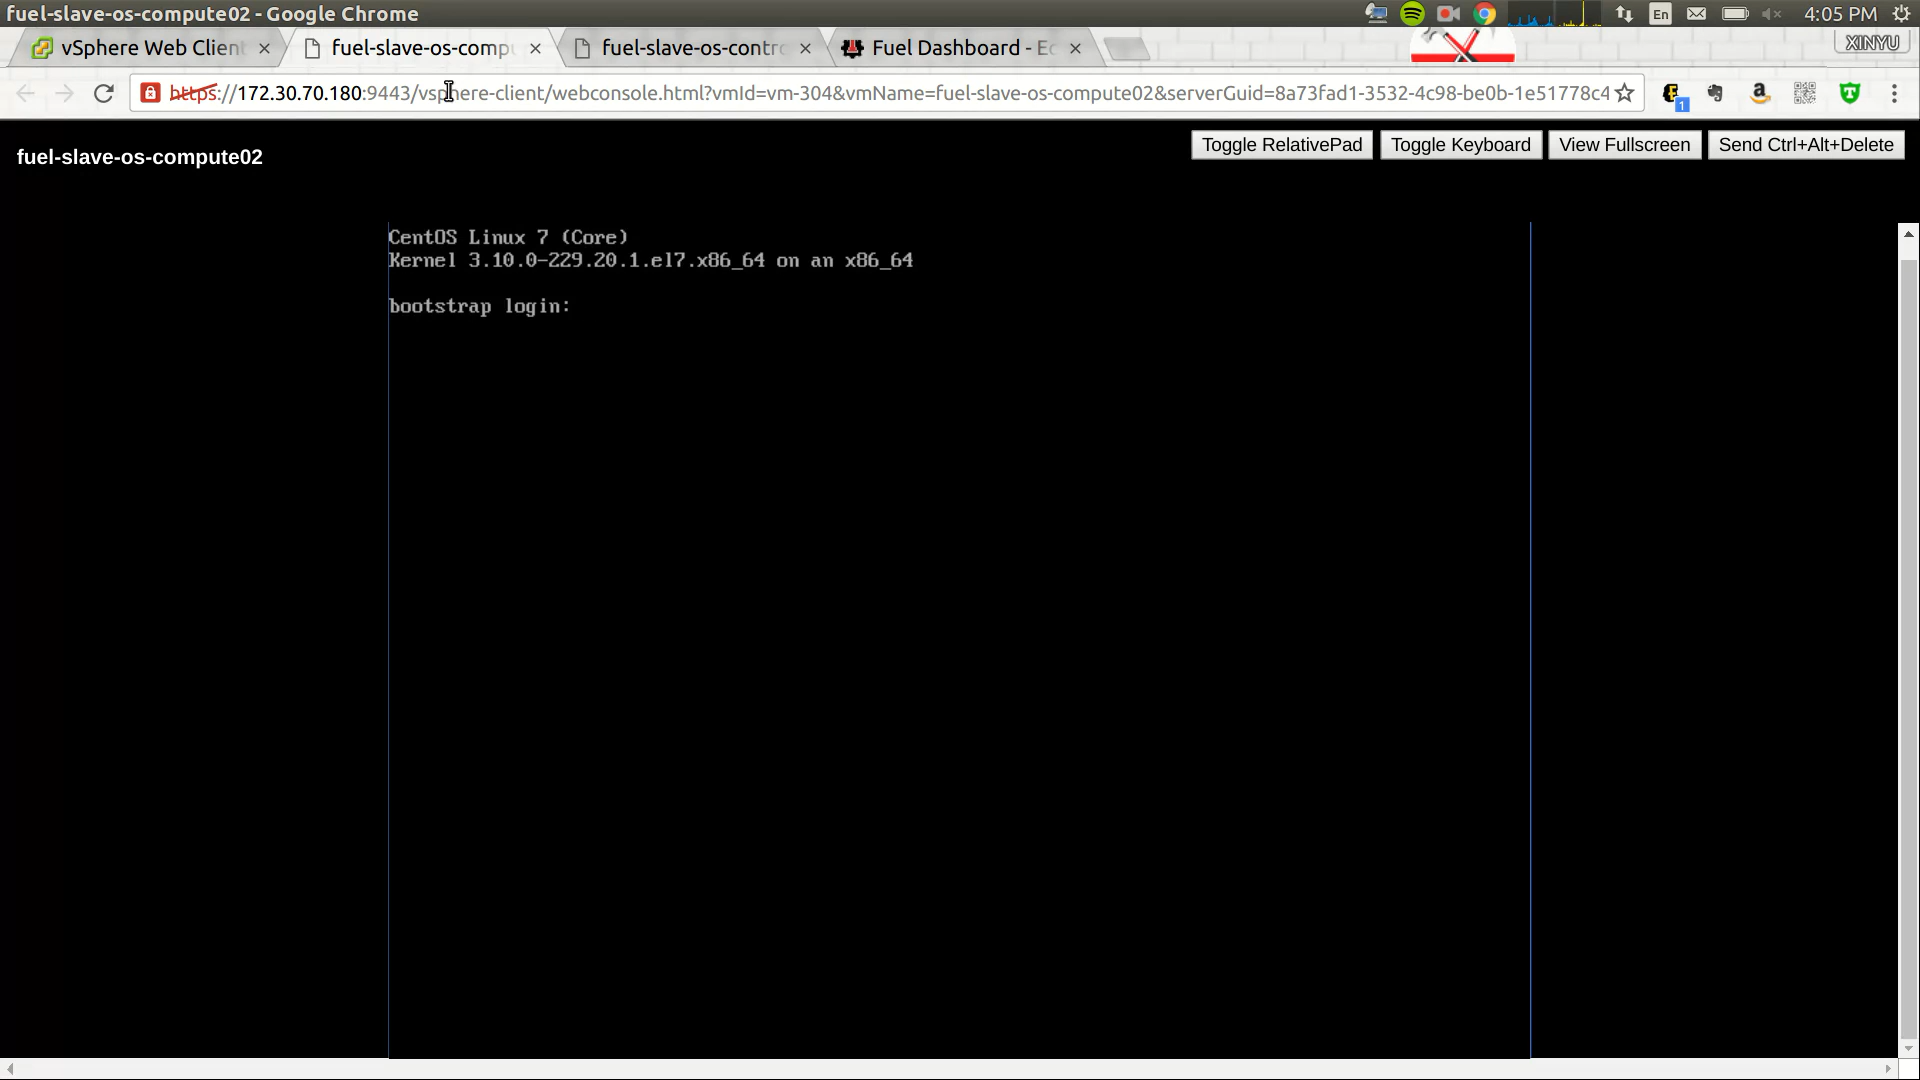 fuel-slave-os-compute02 - Google Chrome
En
4:05 PM
vSphere Web Client
fuel-slave-os-comp
fuel-slave-os-contr
Fuel Dashboard - E
XINYU
https://172.30.70.180:9443/vsphere-client/webconsole.html?vmId=vm-304&vmName=fuel-slave-os-compute02&serverGuid=8a73fad1-3532-4c98-be0b-1e51778c4
1
fuel-slave-os-compute02
Toggle RelativePad
Toggle Keyboard
View Fullscreen
Send Ctrl+Alt+Delete
CentOS Linux 7 (Core)
Kernel 3.10.0-229.20.1.el7.x86_64 on an x86_64
bootstrap login: